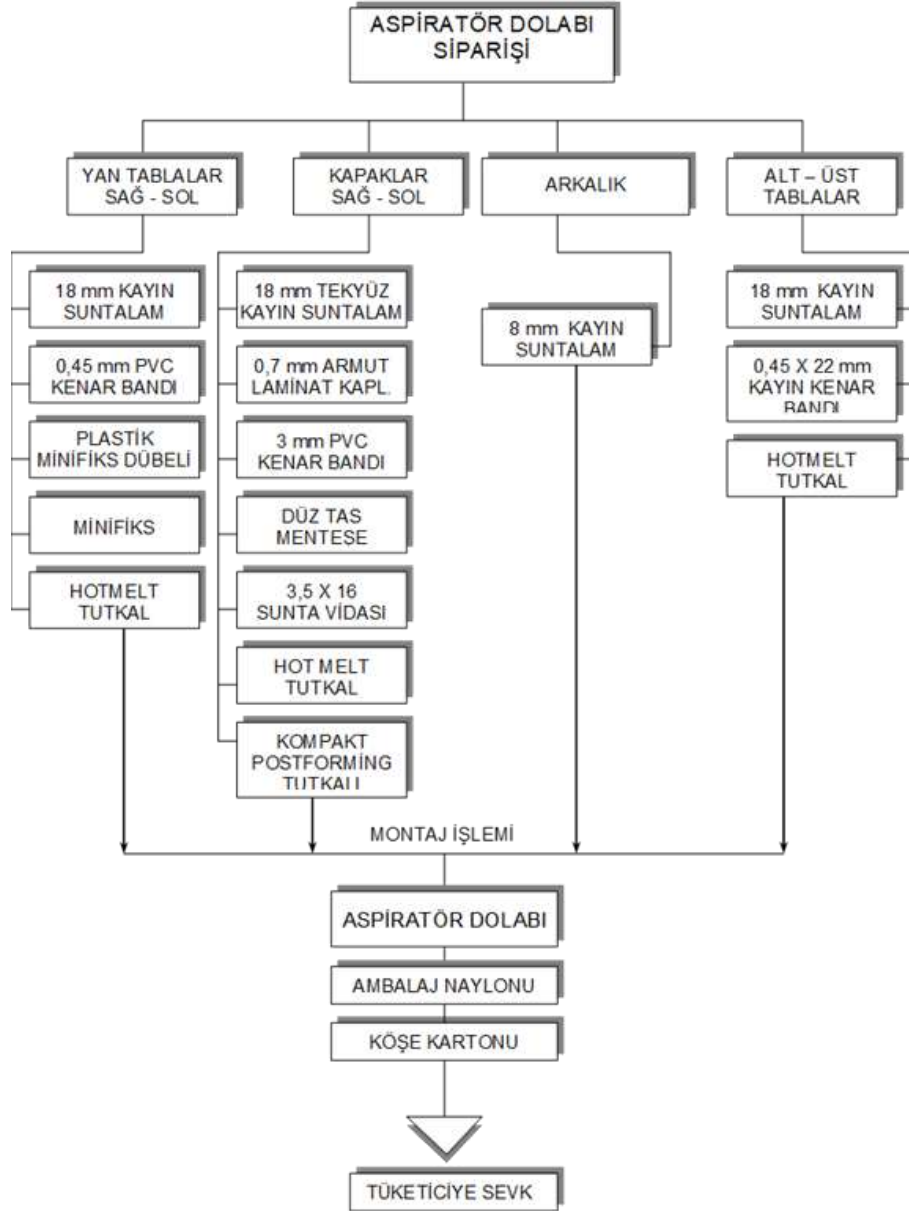 ASPİRATÖR DOLABI
SİPARİŞİ
YAN TABLALAR
SAĞ - SOL
KAPAKLAR
SAĞ - SOL
ARKALIK
ALT – ÜST
TABLALAR
18 mm KAYIN
SUNTALAM
0,45 mm PVC
KENAR BANDI
PLASTİK
MİNİFİKS DÜBELİ
MİNİFİKS
HOTMELT
TUTKAL
18 mm TEKYÜZ
KAYIN SUNTALAM
0,7 mm ARMUT
LAMİNAT KAPL.
3 mm PVC
KENAR BANDI
DÜZ TAS
MENTEŞE
3,5 X 16
SUNTA VİDASI
HOT MELT
TUTKAL
KOMPAKT
POSTFORMİNG
TUTKALI
8 mm KAYIN
SUNTALAM
18 mm KAYIN
SUNTALAM
0,45 X 22 mm
KAYIN KENAR
BANDI
HOTMELT
TUTKAL
MONTAJ İŞLEMİ
ASPİRATÖR DOLABI
AMBALAJ NAYLONU
KÖŞE KARTONU
TÜKETİCİYE SEVK